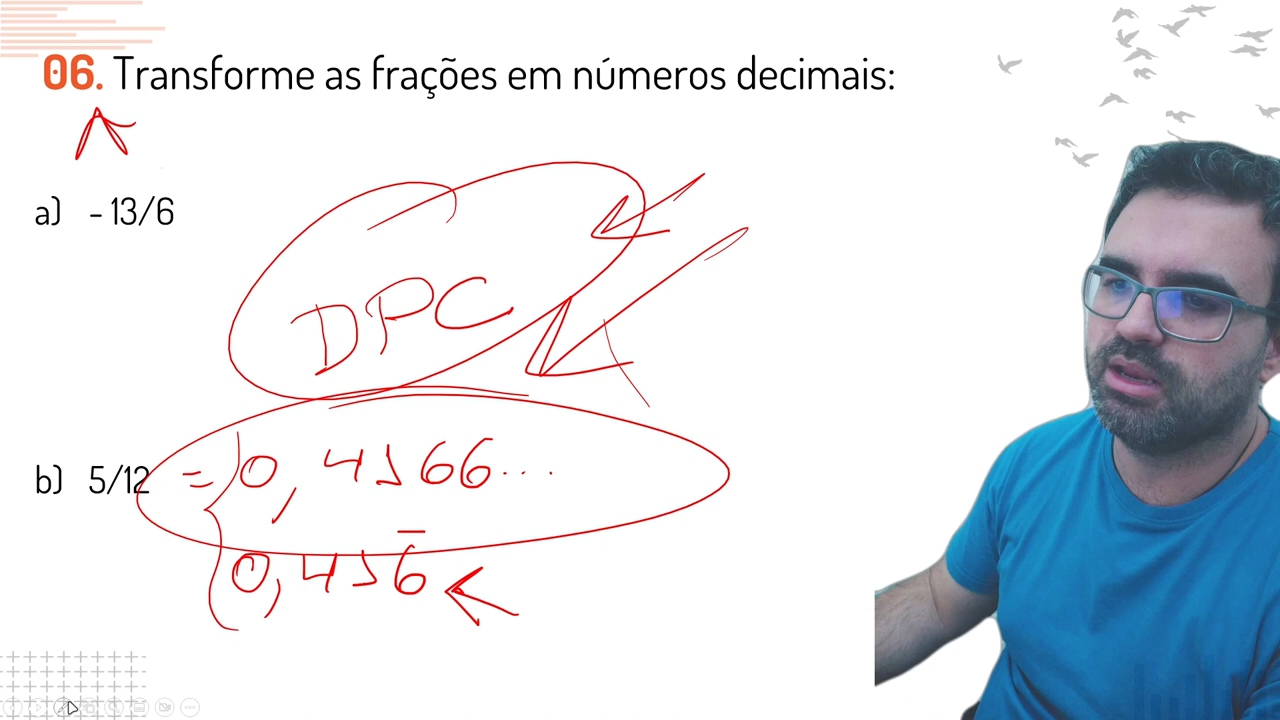 06. Transforme as frações em números decimais:
a) - 13/6
DPC
b) 5/12 = 0,4166...
0,416̅